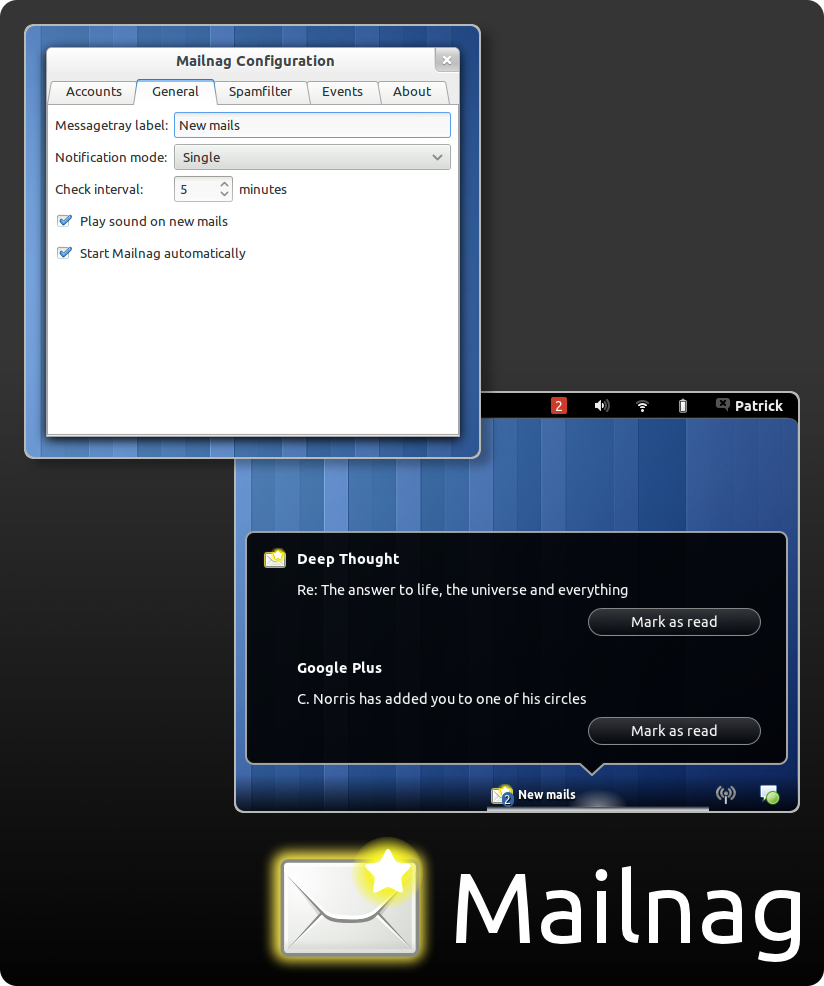 Mailnag Configuration
Accounts General Spamfilter Events About
Messagetray label: New mails
Notification mode: Single
Check interval: 5 minutes
Play sound on new mails
Start Mailnag automatically
2 Patrick
Deep Thought
Re: The answer to life, the universe and everything
Mark as read
Google Plus
C. Norris has added you to one of his circles
Mark as read
2 New mails
Mailnag